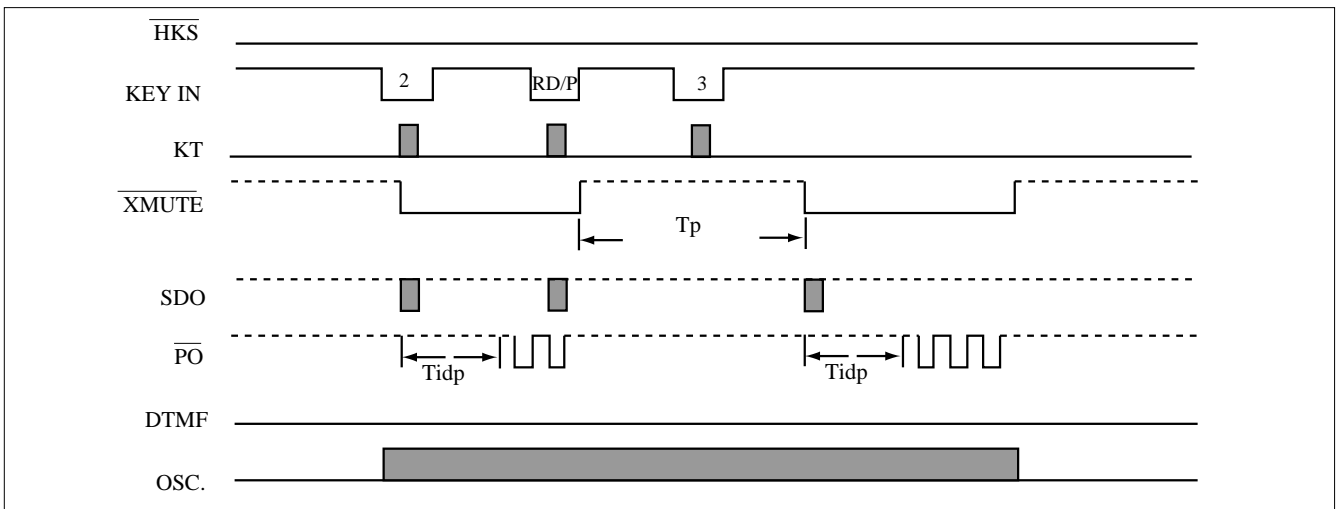 HKS
KEY IN
2
RD/P
3
KT
XMUTE
Tp
SDO
PO
Tidp
Tidp
DTMF
OSC.